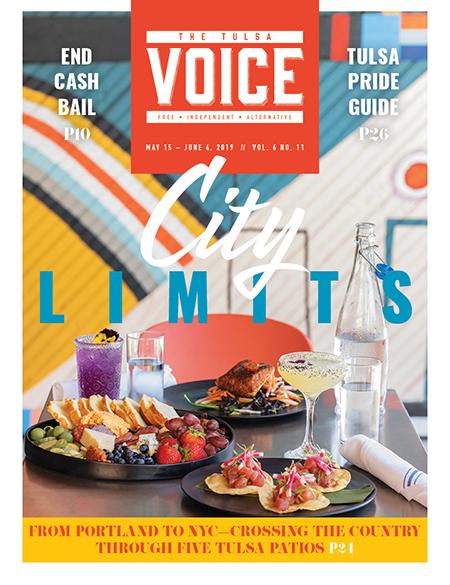 THE TULSA
VOICE
FREE • INDEPENDENT • ALTERNATIVE
MAY 15 – JUNE 4, 2019 // VOL. 6 NO. 11
END
CASH
BAIL
P10
TULSA
PRIDE
GUIDE
P26
City
LIMITS
FROM PORTLAND TO NYC—CROSSING THE COUNTRY
THROUGH FIVE TULSA PATIOS P24